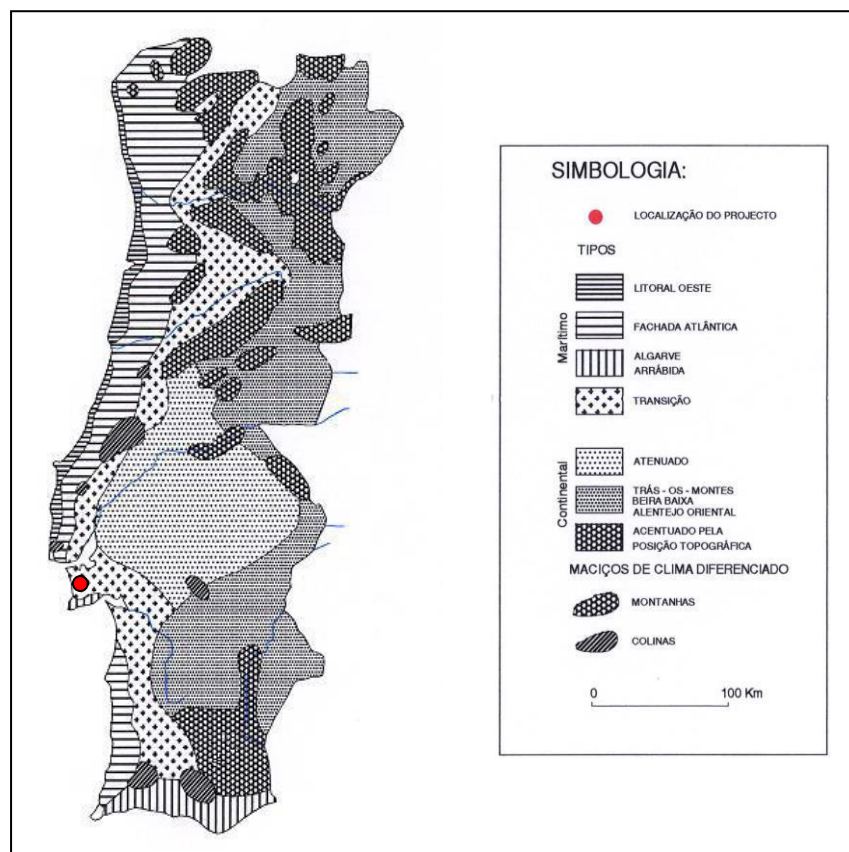 SIMBOLOGIA:
LOCALIZAÇÃO DO PROJECTO
TIPOS
Marítimo
LITORAL OESTE
FACHADA ATLÂNTICA
ALGARVE
ARRÁBIDA
TRANSIÇÃO
Continental
ATENUADO
TRÁS - OS - MONTES
BEIRA BAIXA
ALENTEJO ORIENTAL
ACENTUADO PELA
POSIÇÃO TOPOGRÁFICA
MACIÇOS DE CLIMA DIFERENCIADO
MONTANHAS
COLINAS
0 100 Km